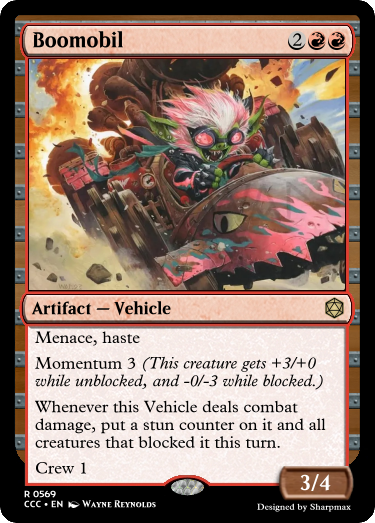 Boomobil 2
Artifact — Vehicle
Menace, haste
Momentum 3 (This creature gets +3/+0
while unblocked, and -0/-3 while blocked.)
Whenever this Vehicle deals combat
damage, put a stun counter on it and all
creatures that blocked it this turn.
Crew 1
3/4
R 0569
CCC • EN Wayne Reynolds
Designed by Sharpmax